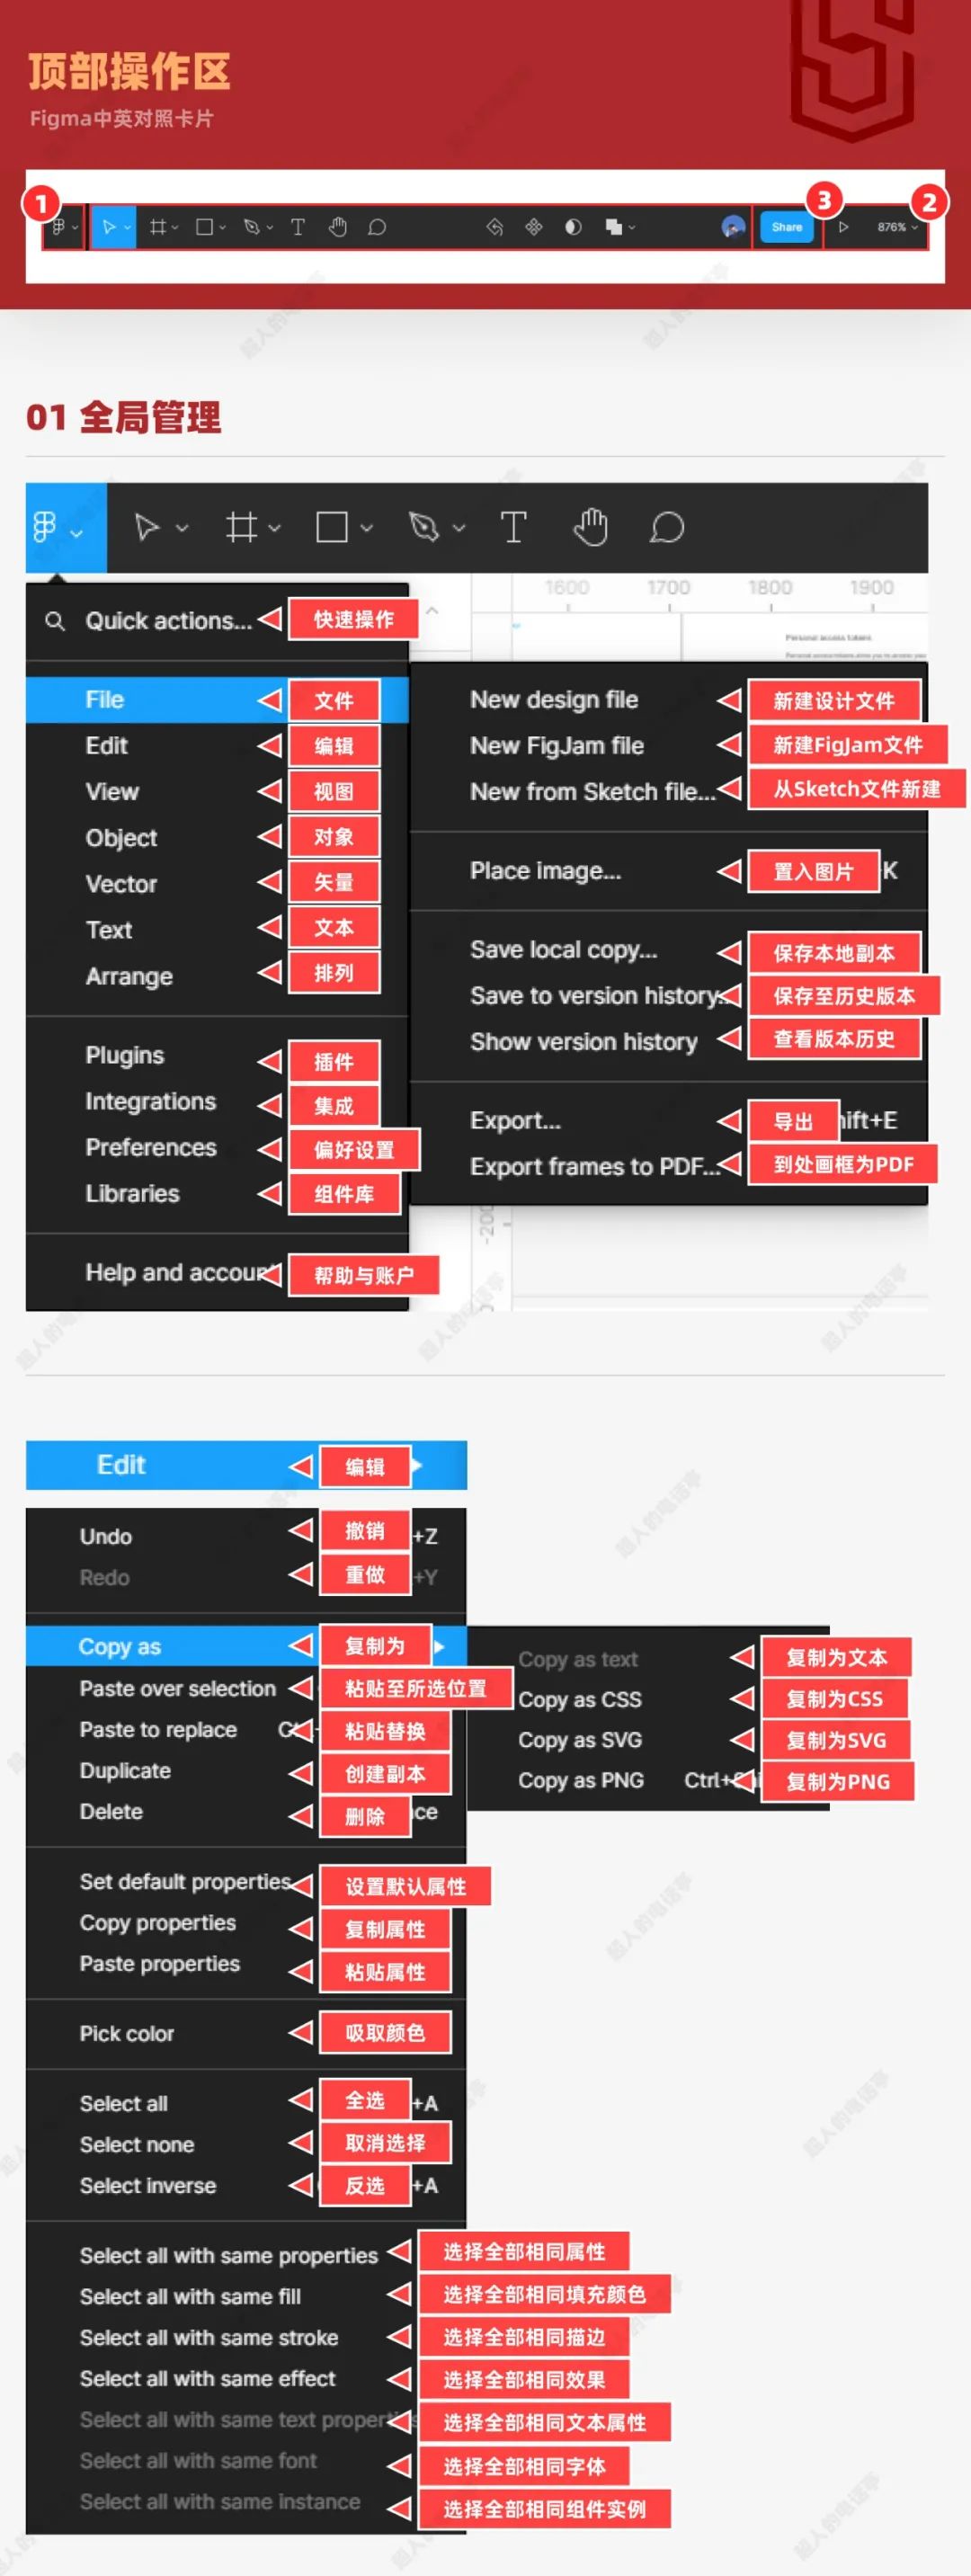 顶部操作区
Figma中英对照卡片
1
3
2
Share
876%
01 全局管理
1600 1700 1800 1900
Personal access tokens
Quick actions... 快速操作
File 文件
Edit 编辑
View 视图
Object 对象
Vector 矢量
Text 文本
Arrange 排列
Plugins 插件
Integrations 集成
Preferences 偏好设置
Libraries 组件库
Help and accoun 帮助与账户
New design file 新建设计文件
New FigJam file 新建FigJam文件
New from Sketch file... 从Sketch文件新建
Place image... 置入图片 K
Save local copy... 保存本地副本
Save to version history.. 保存至历史版本
Show version history 查看版本历史
Export... 导出 hift+E
Export frames to PDF... 到处画框为PDF
-200
Edit 编辑
Undo 撤销 +Z
Redo 重做 +Y
Copy as 复制为
Paste over selection 粘贴至所选位置
Paste to replace 粘贴替换
Duplicate 创建副本
Delete 删除 ce
Copy as text 复制为文本
Copy as CSS 复制为CSS
Copy as SVG 复制为SVG
Copy as PNG Ctrl+Shi 复制为PNG
Set default properties 设置默认属性
Copy properties 复制属性
Paste properties 粘贴属性
Pick color 吸取颜色
Select all 全选 +A
Select none 取消选择
Select inverse 反选 +A
Select all with same properties 选择全部相同属性
Select all with same fill 选择全部相同填充颜色
Select all with same stroke 选择全部相同描边
Select all with same effect 选择全部相同效果
Select all with same text properties 选择全部相同文本属性
Select all with same font 选择全部相同字体
Select all with same instance 选择全部相同组件实例